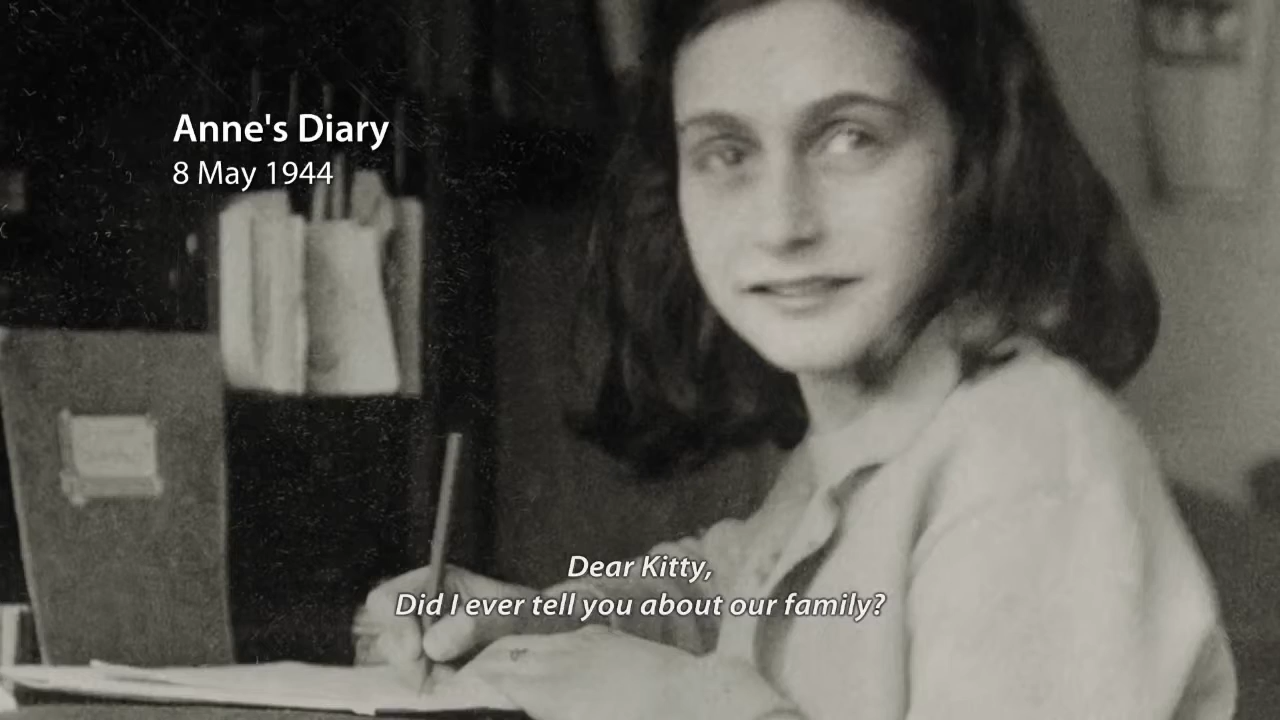 Anne's Diary
8 May 1944
Dear Kitty,
Did I ever tell you about our family?